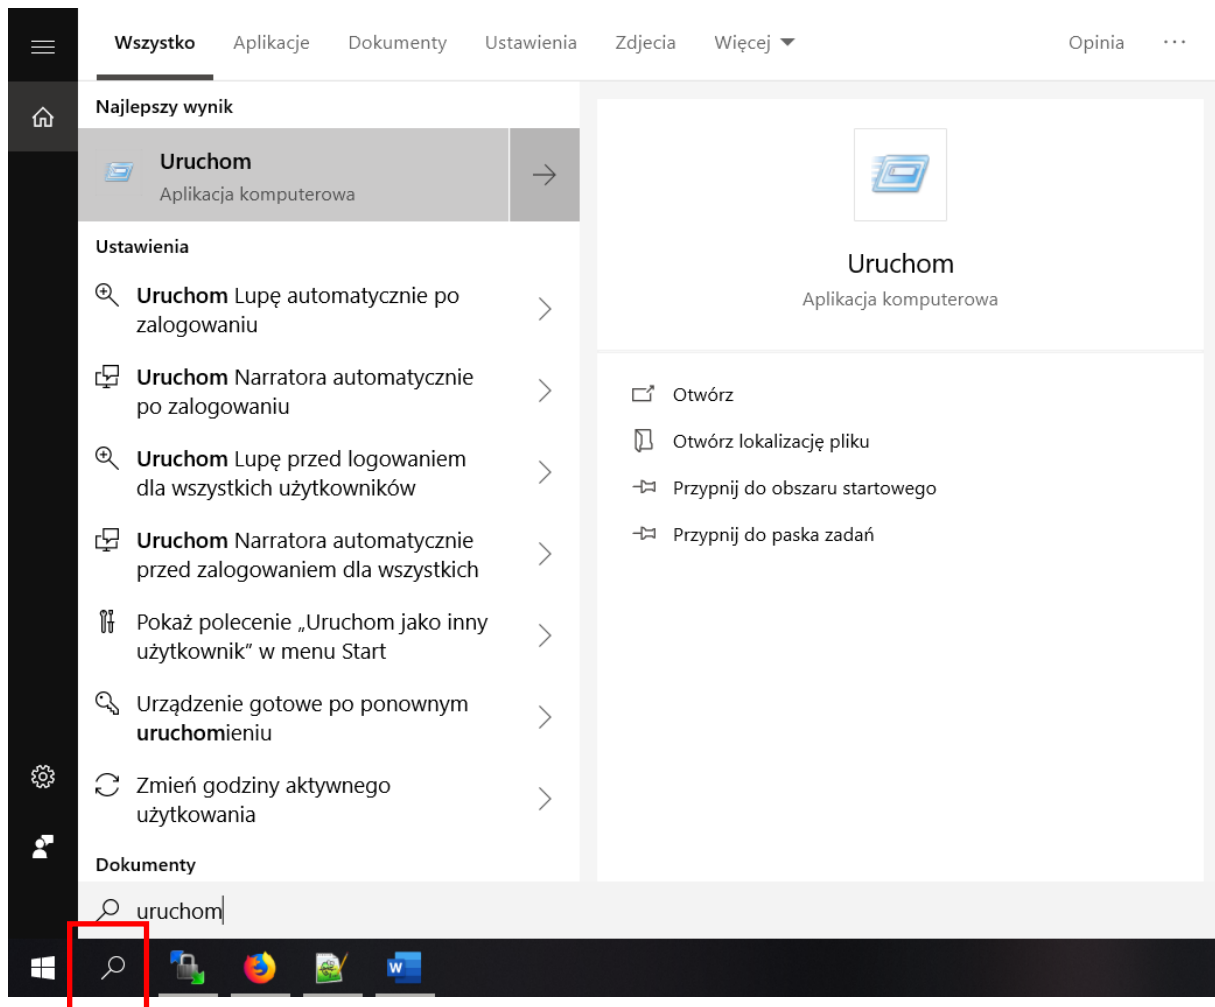 Wszystko Aplikacje Dokumenty Ustawienia Zdjecia Więcej Opinia ...
Najlepszy wynik
Uruchom
Aplikacja komputerowa
Ustawienia
Uruchom Lupę automatycznie po
zalogowaniu
Uruchom Narratora automatycznie
po zalogowaniu
Uruchom Lupę przed logowaniem
dla wszystkich użytkowników
Uruchom Narratora automatycznie
przed zalogowaniem dla wszystkich
Pokaż polecenie „Uruchom jako inny
użytkownik” w menu Start
Urządzenie gotowe po ponownym
uruchomieniu
Zmień godziny aktywnego
użytkowania
Dokumenty
uruchom
Uruchom
Aplikacja komputerowa
Otwórz
Otwórz lokalizację pliku
Przypnij do obszaru startowego
Przypnij do paska zadań
W